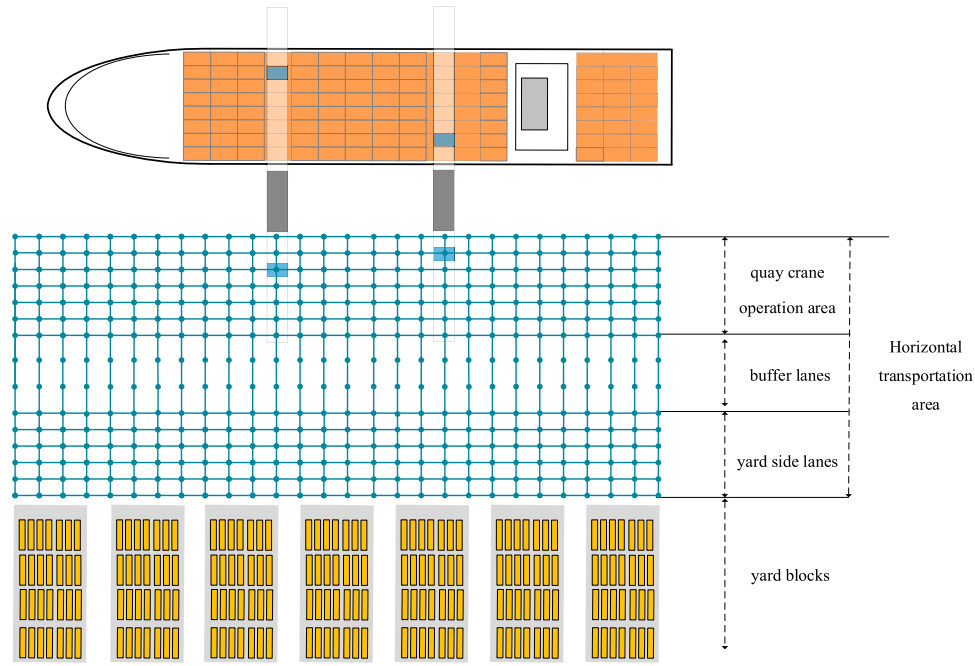 quay crane
operation area
buffer lanes
Horizontal
transportation
area
yard side lanes
yard blocks